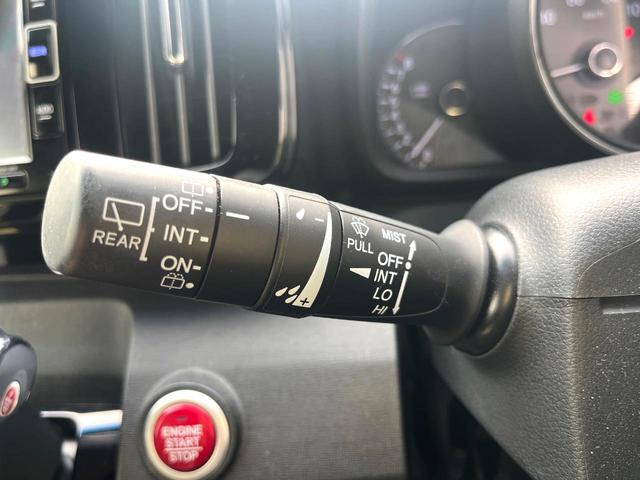 REAR
OFF
INT
ON
PULL
MIST
OFF
INT
LO
HI
ENGINE
START
STOP